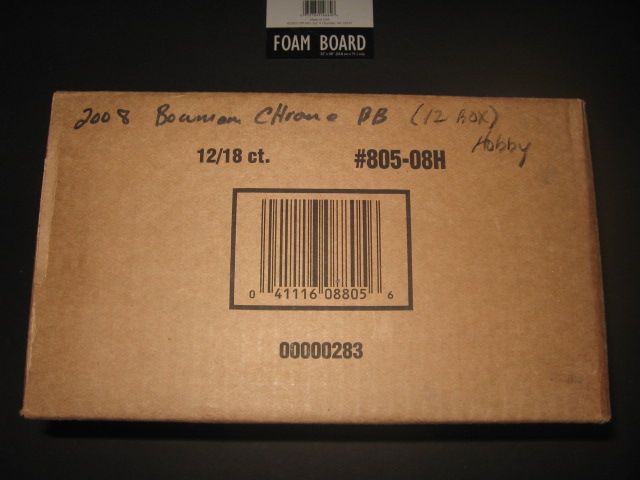 FOAM BOARD
2008 Bowman CHrome BB (12 BOX)
Hobby
12/18 ct.
#805-08H
0 41116 08805 6
00000283